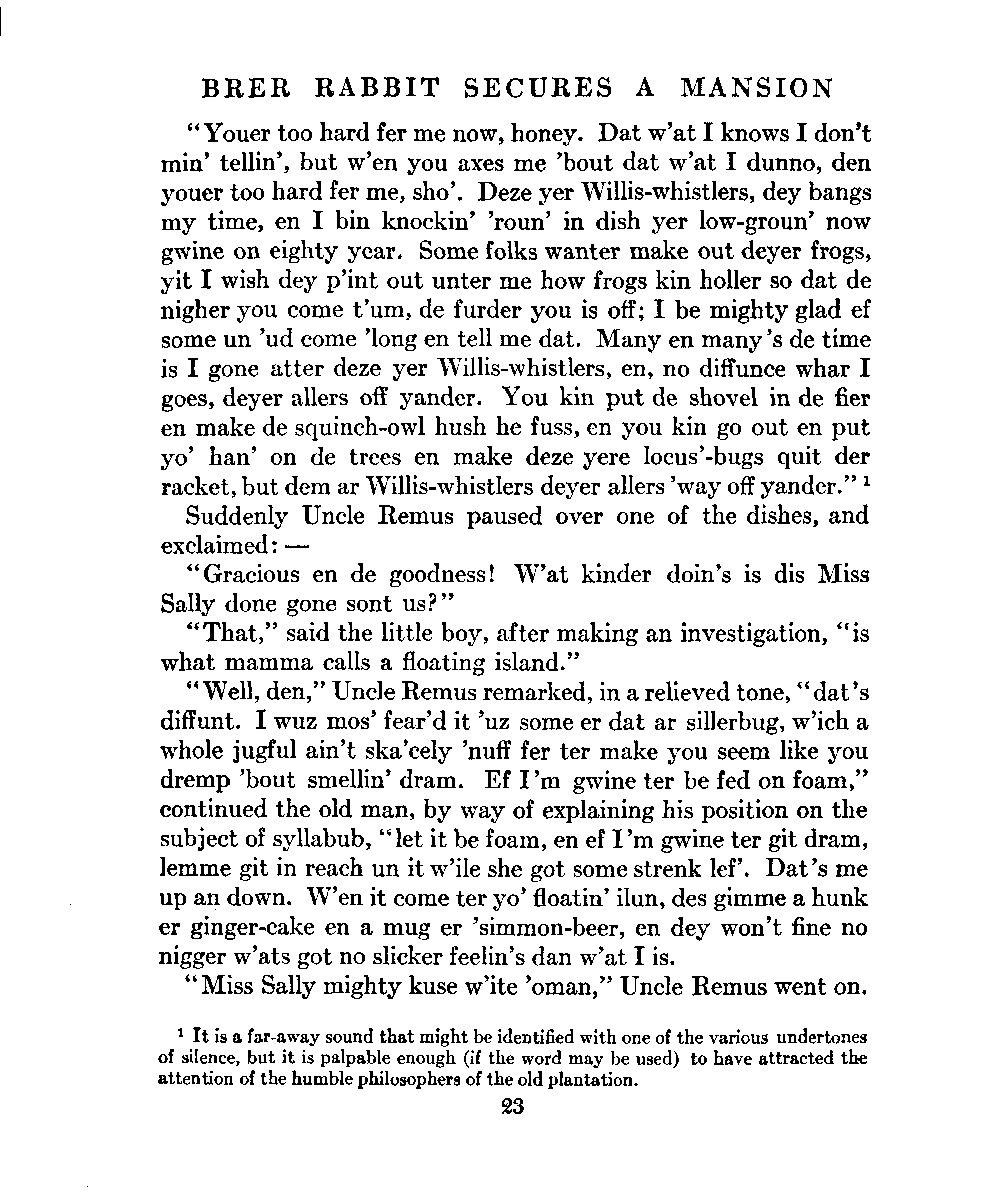 BRER RABBIT SECURES A MANSION
"Youer too hard fer me now, honey. Dat w'at I knows I don't
min' tellin', but w'en you axes me 'bout dat w'at I dunno, den
youer too hard fer me, sho'. Deze yer Willis-whistlers, dey bangs
my time, en I bin knockin' 'roun' in dish yer low-groun' now
gwine on eighty year. Some folks wanter make out deyer frogs,
yit I wish dey p'int out unter me how frogs kin holler so dat de
nigher you come t'um, de furder you is off; I be mighty glad ef
some un 'ud come 'long en tell me dat. Many en many's de time
is I gone atter deze yer Willis-whistlers, en, no diffunce whar I
goes, deyer allers off yander. You kin put de shovel in de fier
en make de squinch-owl hush he fuss, en you kin go out en put
yo' han' on de trees en make deze yere locus'-bugs quit der
racket, but dem ar Willis-whistlers deyer allers 'way off yander." ¹
Suddenly Uncle Remus paused over one of the dishes, and
exclaimed: —
"Gracious en de goodness! W'at kinder doin's is dis Miss
Sally done gone sont us?"
"That," said the little boy, after making an investigation, "is
what mamma calls a floating island."
"Well, den," Uncle Remus remarked, in a relieved tone, "dat's
diffunt. I wuz mos' fear'd it 'uz some er dat ar sillerbug, w'ich a
whole jugful ain't ska'cely 'nuff fer ter make you seem like you
dremp 'bout smellin' dram. Ef I'm gwine ter be fed on foam,"
continued the old man, by way of explaining his position on the
subject of syllabub, "let it be foam, en ef I'm gwine ter git dram,
lemme git in reach un it w'ile she got some strenk lef'. Dat's me
up an down. W'en it come ter yo' floatin' ilun, des gimme a hunk
er ginger-cake en a mug er 'simmon-beer, en dey won't fine no
nigger w'ats got no slicker feelin's dan w'at I is.
"Miss Sally mighty kuse w'ite 'oman," Uncle Remus went on.
¹ It is a far-away sound that might be identified with one of the various undertones
of silence, but it is palpable enough (if the word may be used) to have attracted the
attention of the humble philosophers of the old plantation.
23